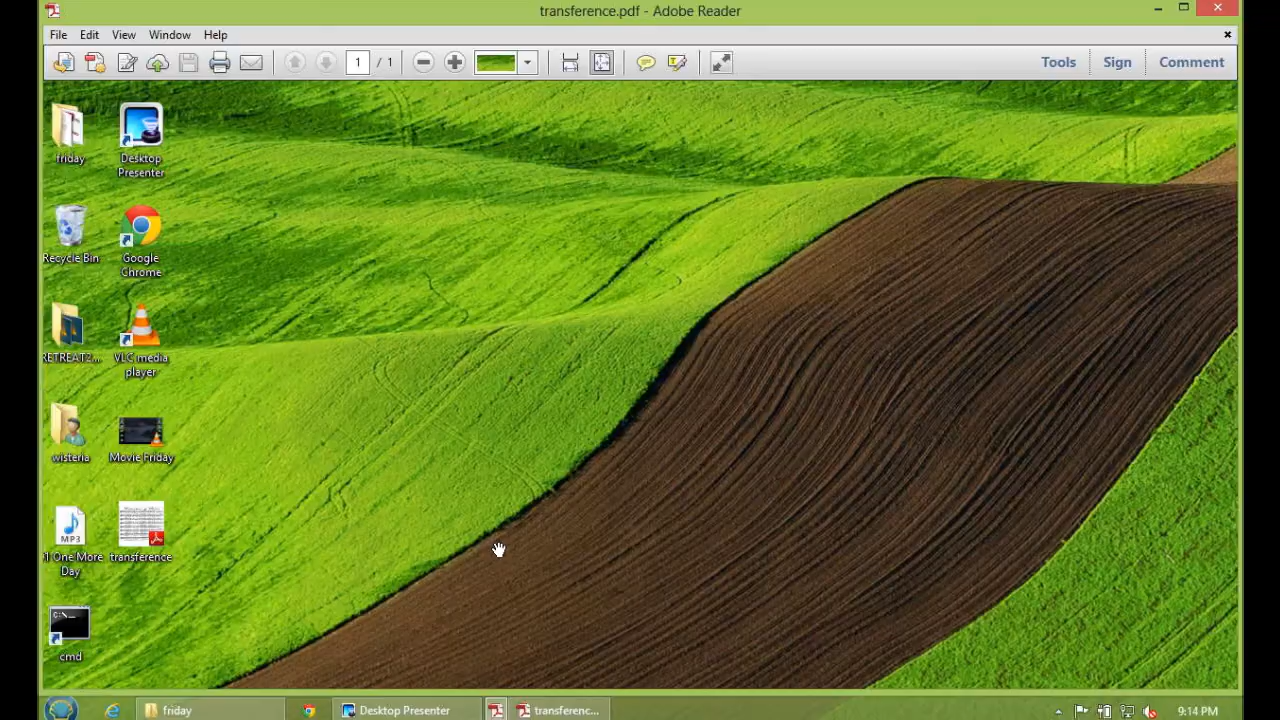 transference.pdf - Adobe Reader
File Edit View Window Help
1 / 1
Tools Sign Comment
friday
Desktop
Presenter
Recycle Bin
Google
Chrome
RETREAT2...
VLC media
player
wisteria
Movie Friday
MP3
1 One More
Day
transference
C:\_
cmd
friday
Desktop Presenter
transferenc...
9:14 PM